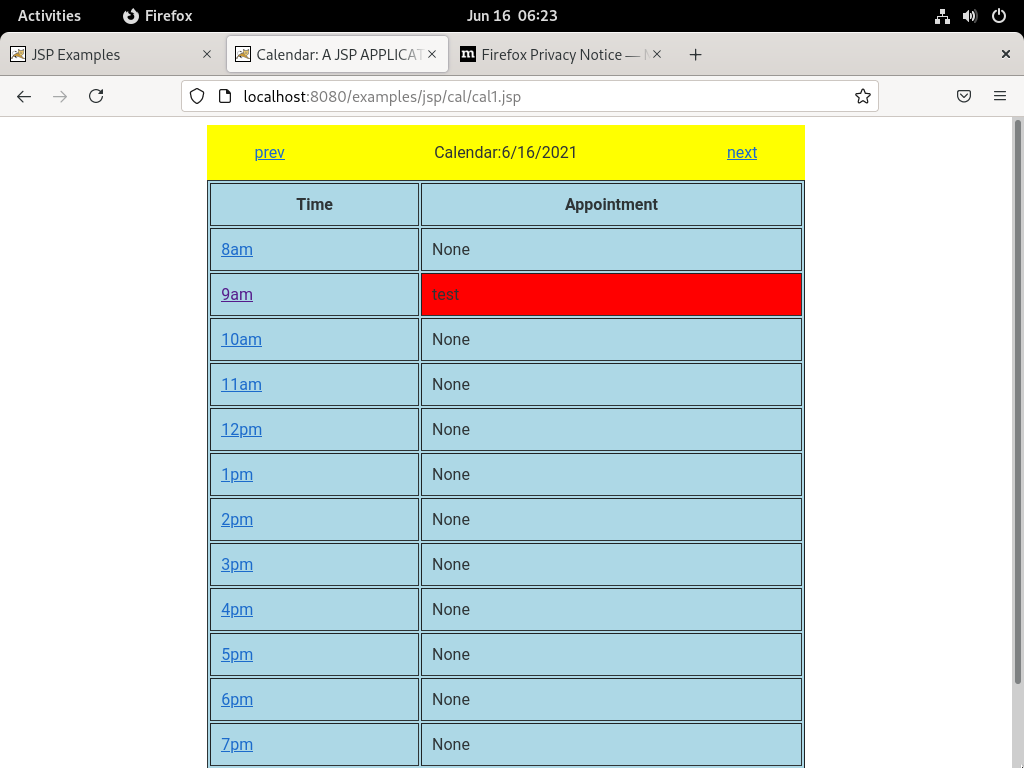 Activities Firefox Jun 16 06:23
JSP Examples Calendar: A JSP APPLICAT Firefox Privacy Notice —
localhost:8080/examples/jsp/cal/cal1.jsp
prev Calendar:6/16/2021 next
Time Appointment
8am None
9am test
10am None
11am None
12pm None
1pm None
2pm None
3pm None
4pm None
5pm None
6pm None
7pm None